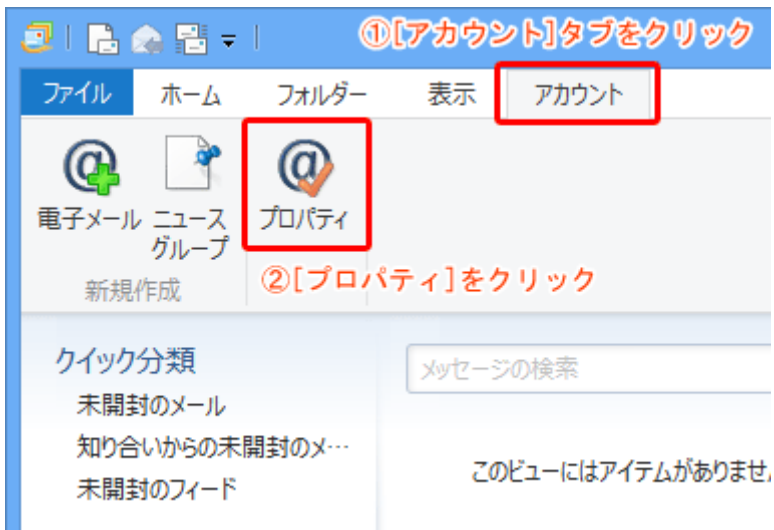 ①[アカウント]タブをクリック
ファイル ホーム フォルダー 表示 アカウント
電子メール ニュース
グループ プロパティ
新規作成
②[プロパティ]をクリック
クイック分類
メッセージの検索
未開封のメール
知り合いからの未開封のメ…
未開封のフィード
このビューにはアイテムがありません